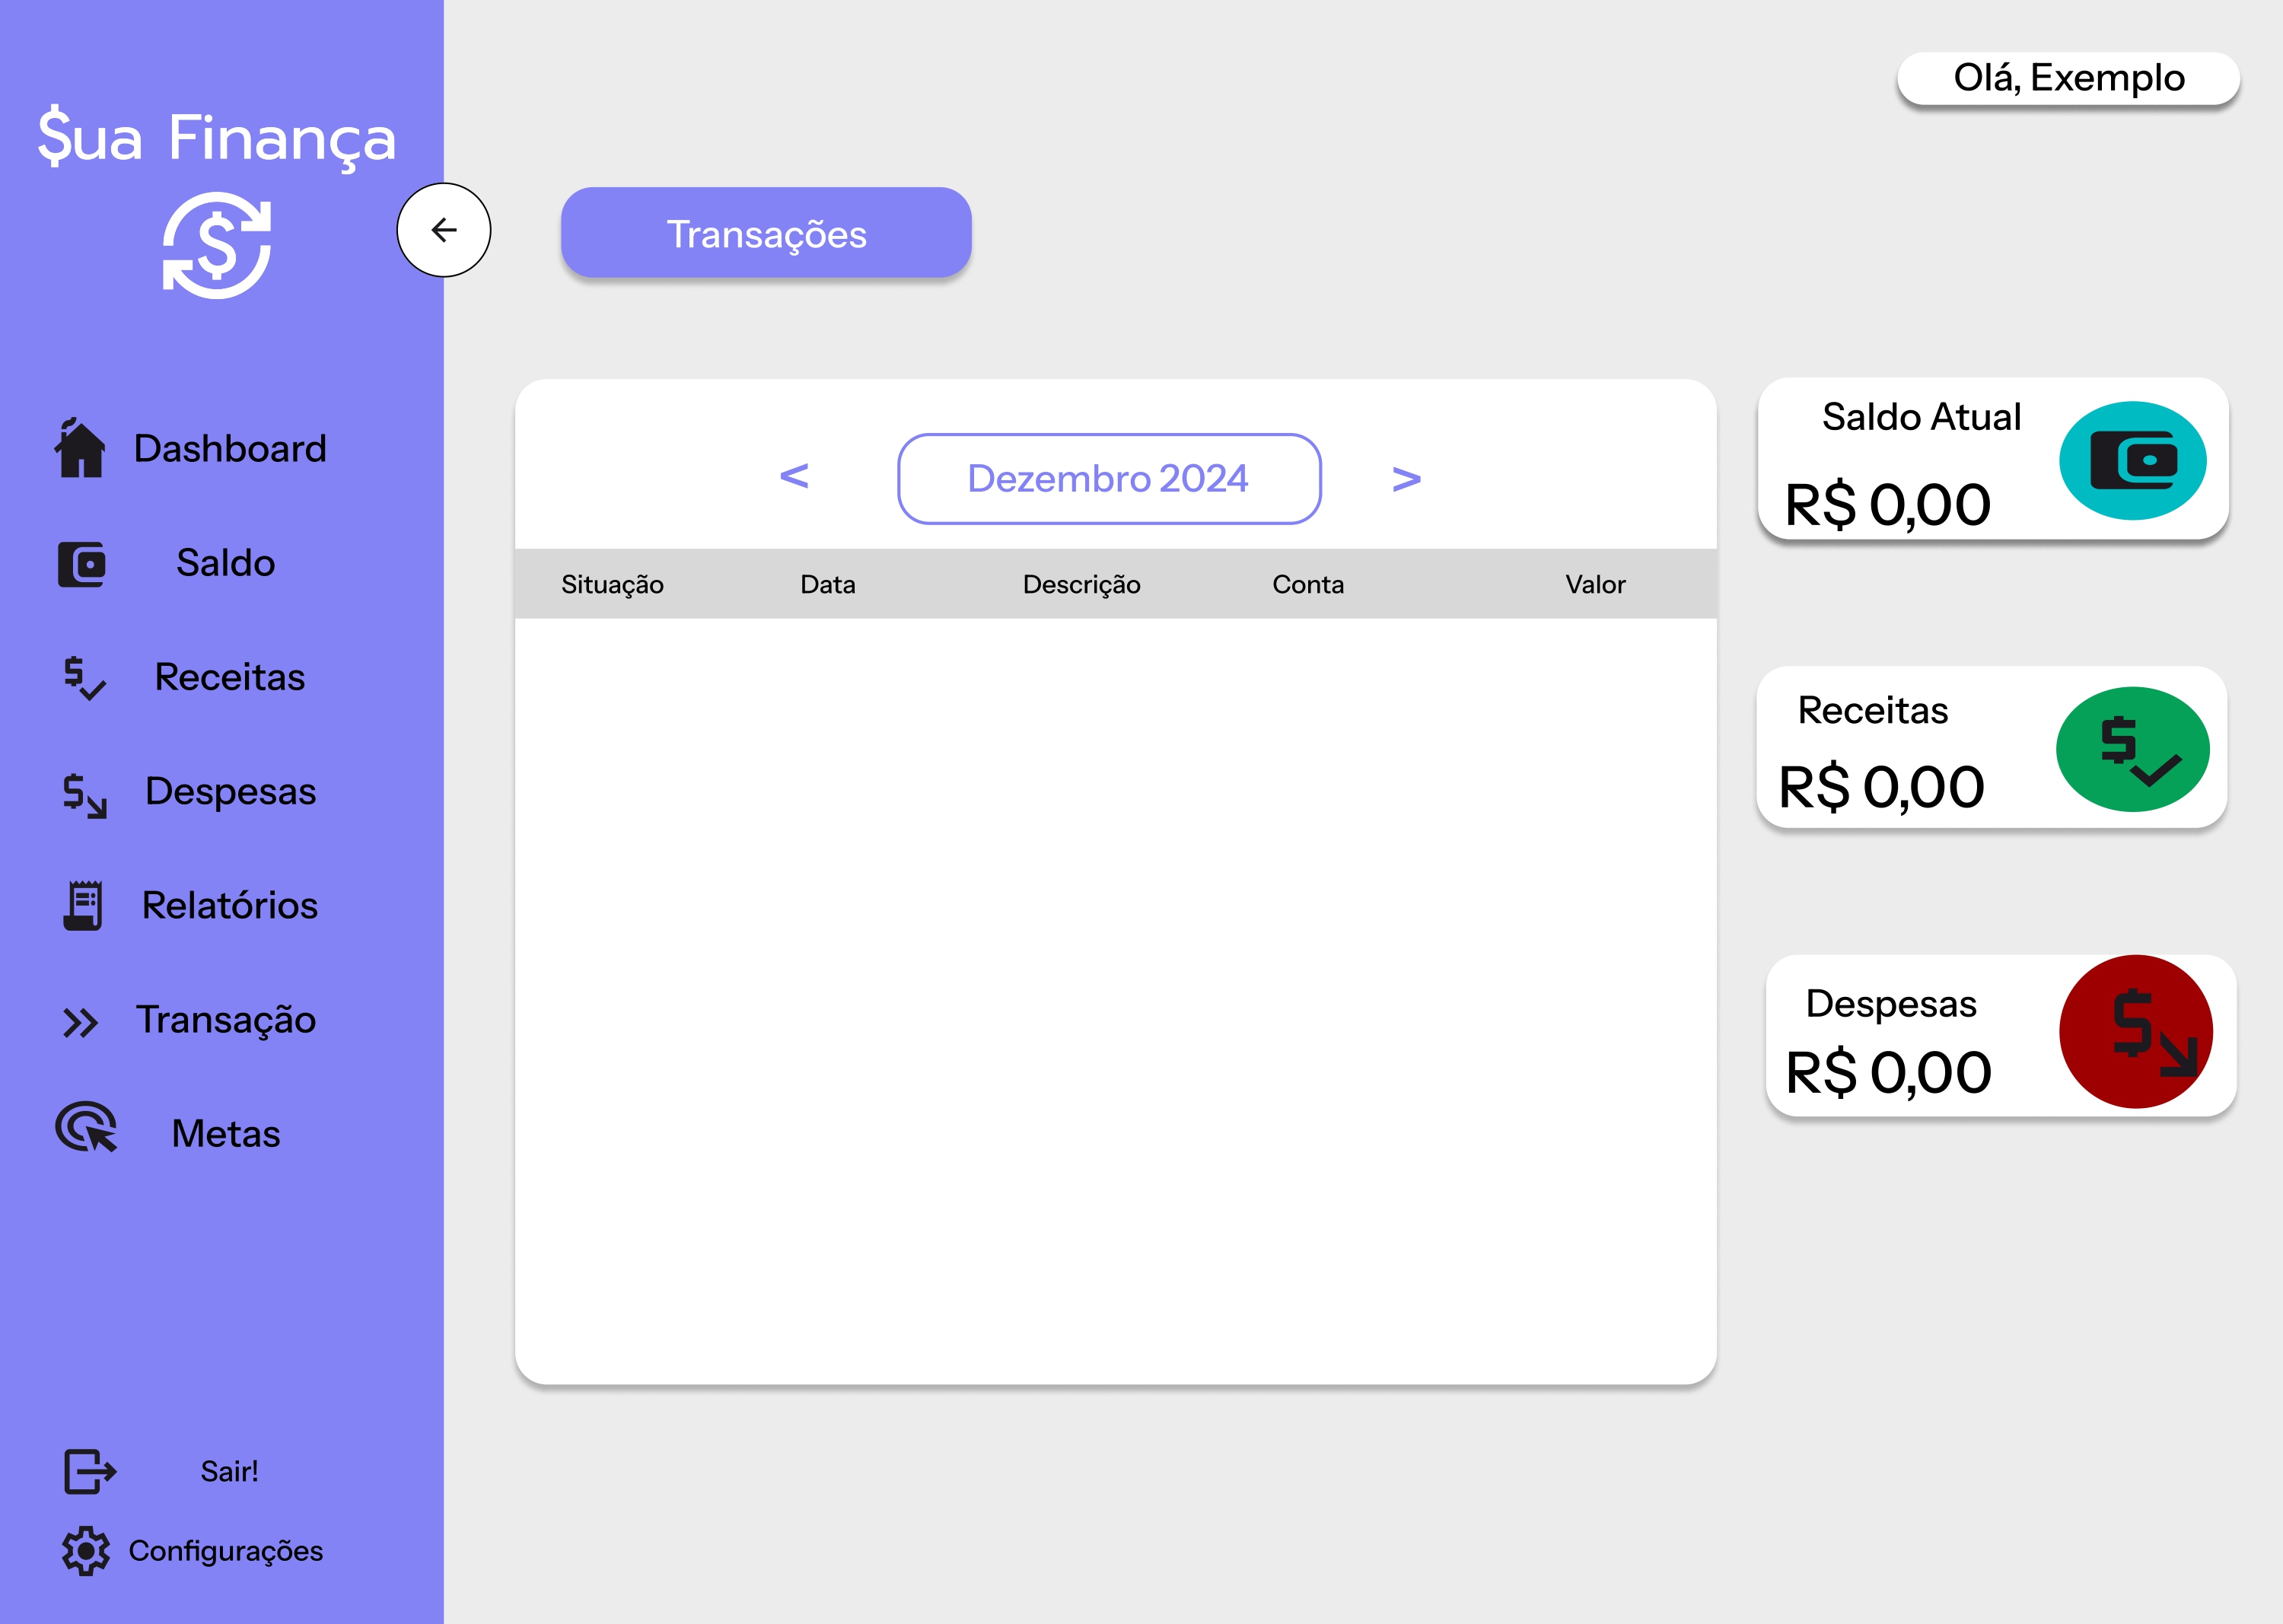 $ua Finança
Dashboard
Saldo
Receitas
Despesas
Relatórios
Transação
Metas
Sair!
Configurações
Olá, Exemplo
Transações
< Dezembro 2024 >
Situação Data Descrição Conta Valor
Saldo Atual
R$ 0,00
Receitas
R$ 0,00
Despesas
R$ 0,00